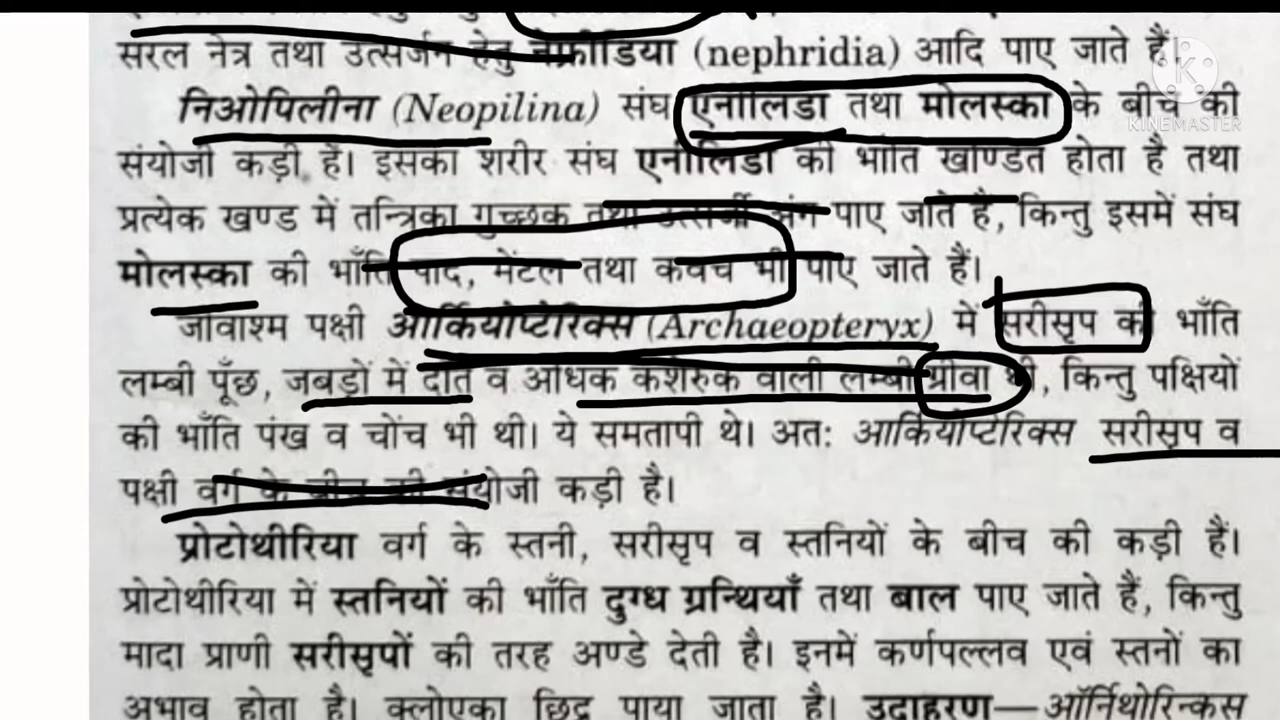 सरल नेत्र तथा उत्सर्जन हेतु नेफ्रीडिया (nephridia) आदि पाए जाते हैं।
निओपिलीना (Neopilina) संघ एनीलिडा तथा मोलस्का के बीच की
संयोजी कड़ी है। इसका शरीर संघ एनीलिडा की भाँति खण्डित होता है तथा
प्रत्येक खण्ड में तन्त्रिका गुच्छक तथा उत्सर्जी अंग पाए जाते है, किन्तु इसमें संघ
मोलस्का की भाँति पाद, मेंटल तथा कवच भी पाए जाते हैं।
जीवाश्म पक्षी आर्कियोप्टेरिक्स (Archaeopteryx) में सरीसृप की भाँति
लम्बी पूँछ, जबड़ों में दाँत व अधिक कशेरुक वाली लम्बी ग्रीवा थी, किन्तु पक्षियों
की भाँति पंख व चोंच भी थी। ये समतापी थे। अतः आर्कियोप्टेरिक्स सरीसृप व
पक्षी वर्ग के बीच की संयोजी कड़ी है।
प्रोटोथीरिया वर्ग के स्तनी, सरीसृप व स्तनियों के बीच की कड़ी हैं।
प्रोटोथीरिया में स्तनियों की भाँति दुग्ध ग्रन्थियाँ तथा बाल पाए जाते हैं, किन्तु
मादा प्राणी सरीसृपों की तरह अण्डे देती है। इनमें कर्णपल्लव एवं स्तनों का
अभाव होता है। क्लोएका छिद्र पाया जाता है। उदाहरण—ऑर्निथोरिन्कस
K
KINEMASTER